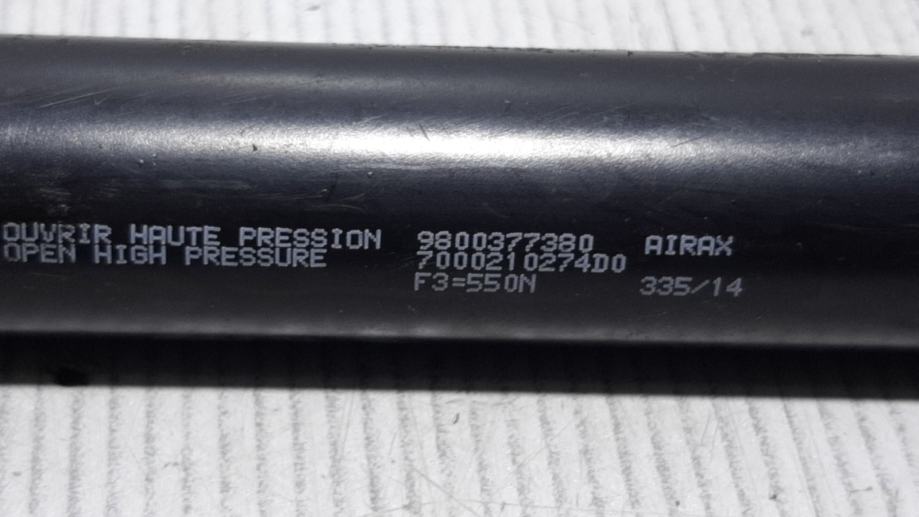 OUVRIR HAUTE PRESSION 9800377380 AIRAX
OPEN HIGH PRESSURE 7000210274D0
F3=550N 335/14